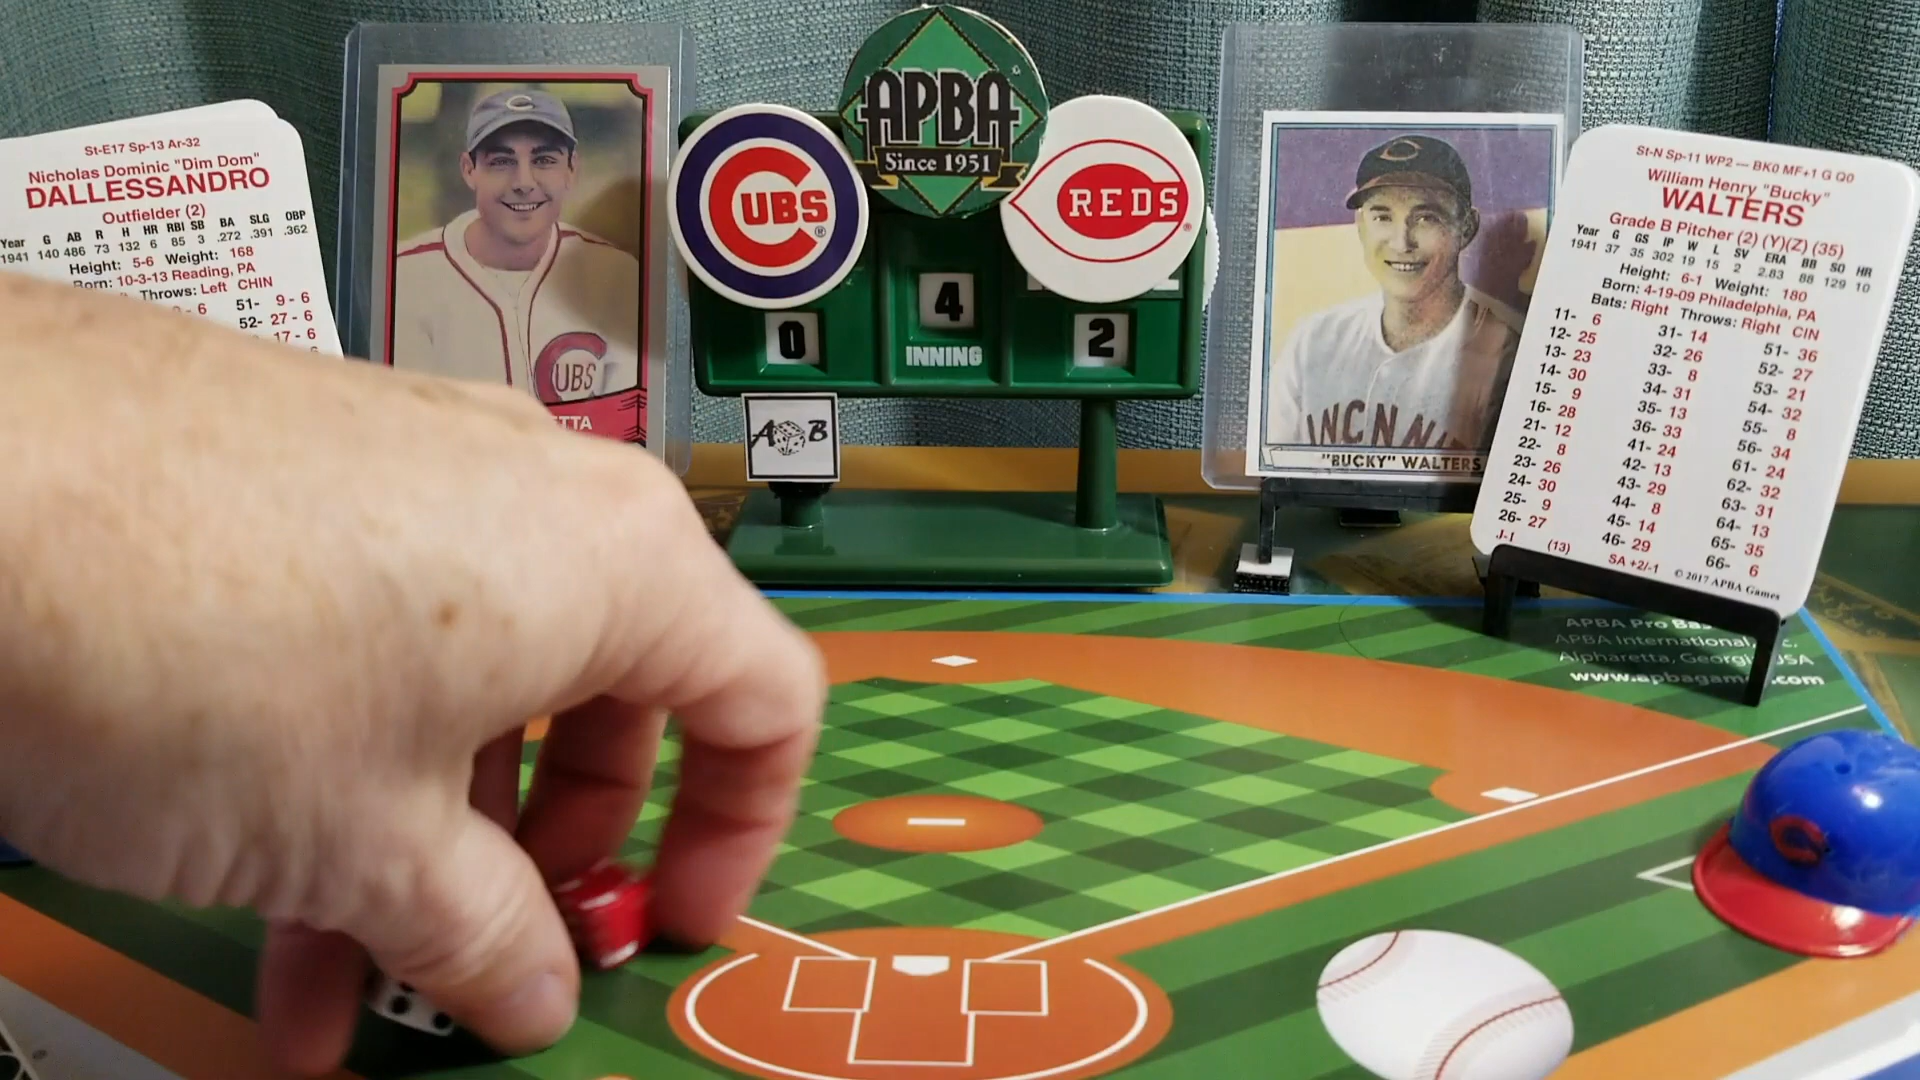 St-E17 Sp-13 Ar-32
Nicholas Dominic "Dim Dom"
DALLESSANDRO
Outfielder (2)
Year G AB R H HR RBI SB BA SLG OBP
1941 140 486 73 132 6 85 3 .272 .391 .362
Height: 5-6 Weight: 168
Born: 10-3-13 Reading, PA
Throws: Left CHIN
51- 9 - 6
52- 27 - 6
17 - 6
C
CUBS
CUBS
®
APBA
Since 1951
REDS
®
0
4
INNING
2
A B
C
INCNN
"BUCKY" WALTERS
St-N Sp-11 WP2 — BK0 MF+1 G Q0
William Henry "Bucky"
WALTERS
Grade B Pitcher (2) (Y)(Z) (35)
Year G GS IP W L SV ERA BB SO HR
1941 37 35 302 19 15 2 2.83 88 129 10
Height: 6-1 Weight: 180
Born: 4-19-09 Philadelphia, PA
Bats: Right Throws: Right CIN
11- 6 31- 14 51- 36
12- 25 32- 26 52- 27
13- 23 33- 8 53- 21
14- 30 34- 31 54- 32
15- 9 35- 13 55- 8
16- 28 36- 33 56- 34
21- 12 41- 24 61- 24
22- 8 42- 13 62- 32
23- 26 43- 29 63- 31
24- 30 44- 8 64- 13
25- 9 45- 14 65- 35
26- 27 46- 29 66- 6
J-1 (13) SA +2/-1 © 2017 APBA Games
APBA Pro
APBA International,
Alpharetta,
C